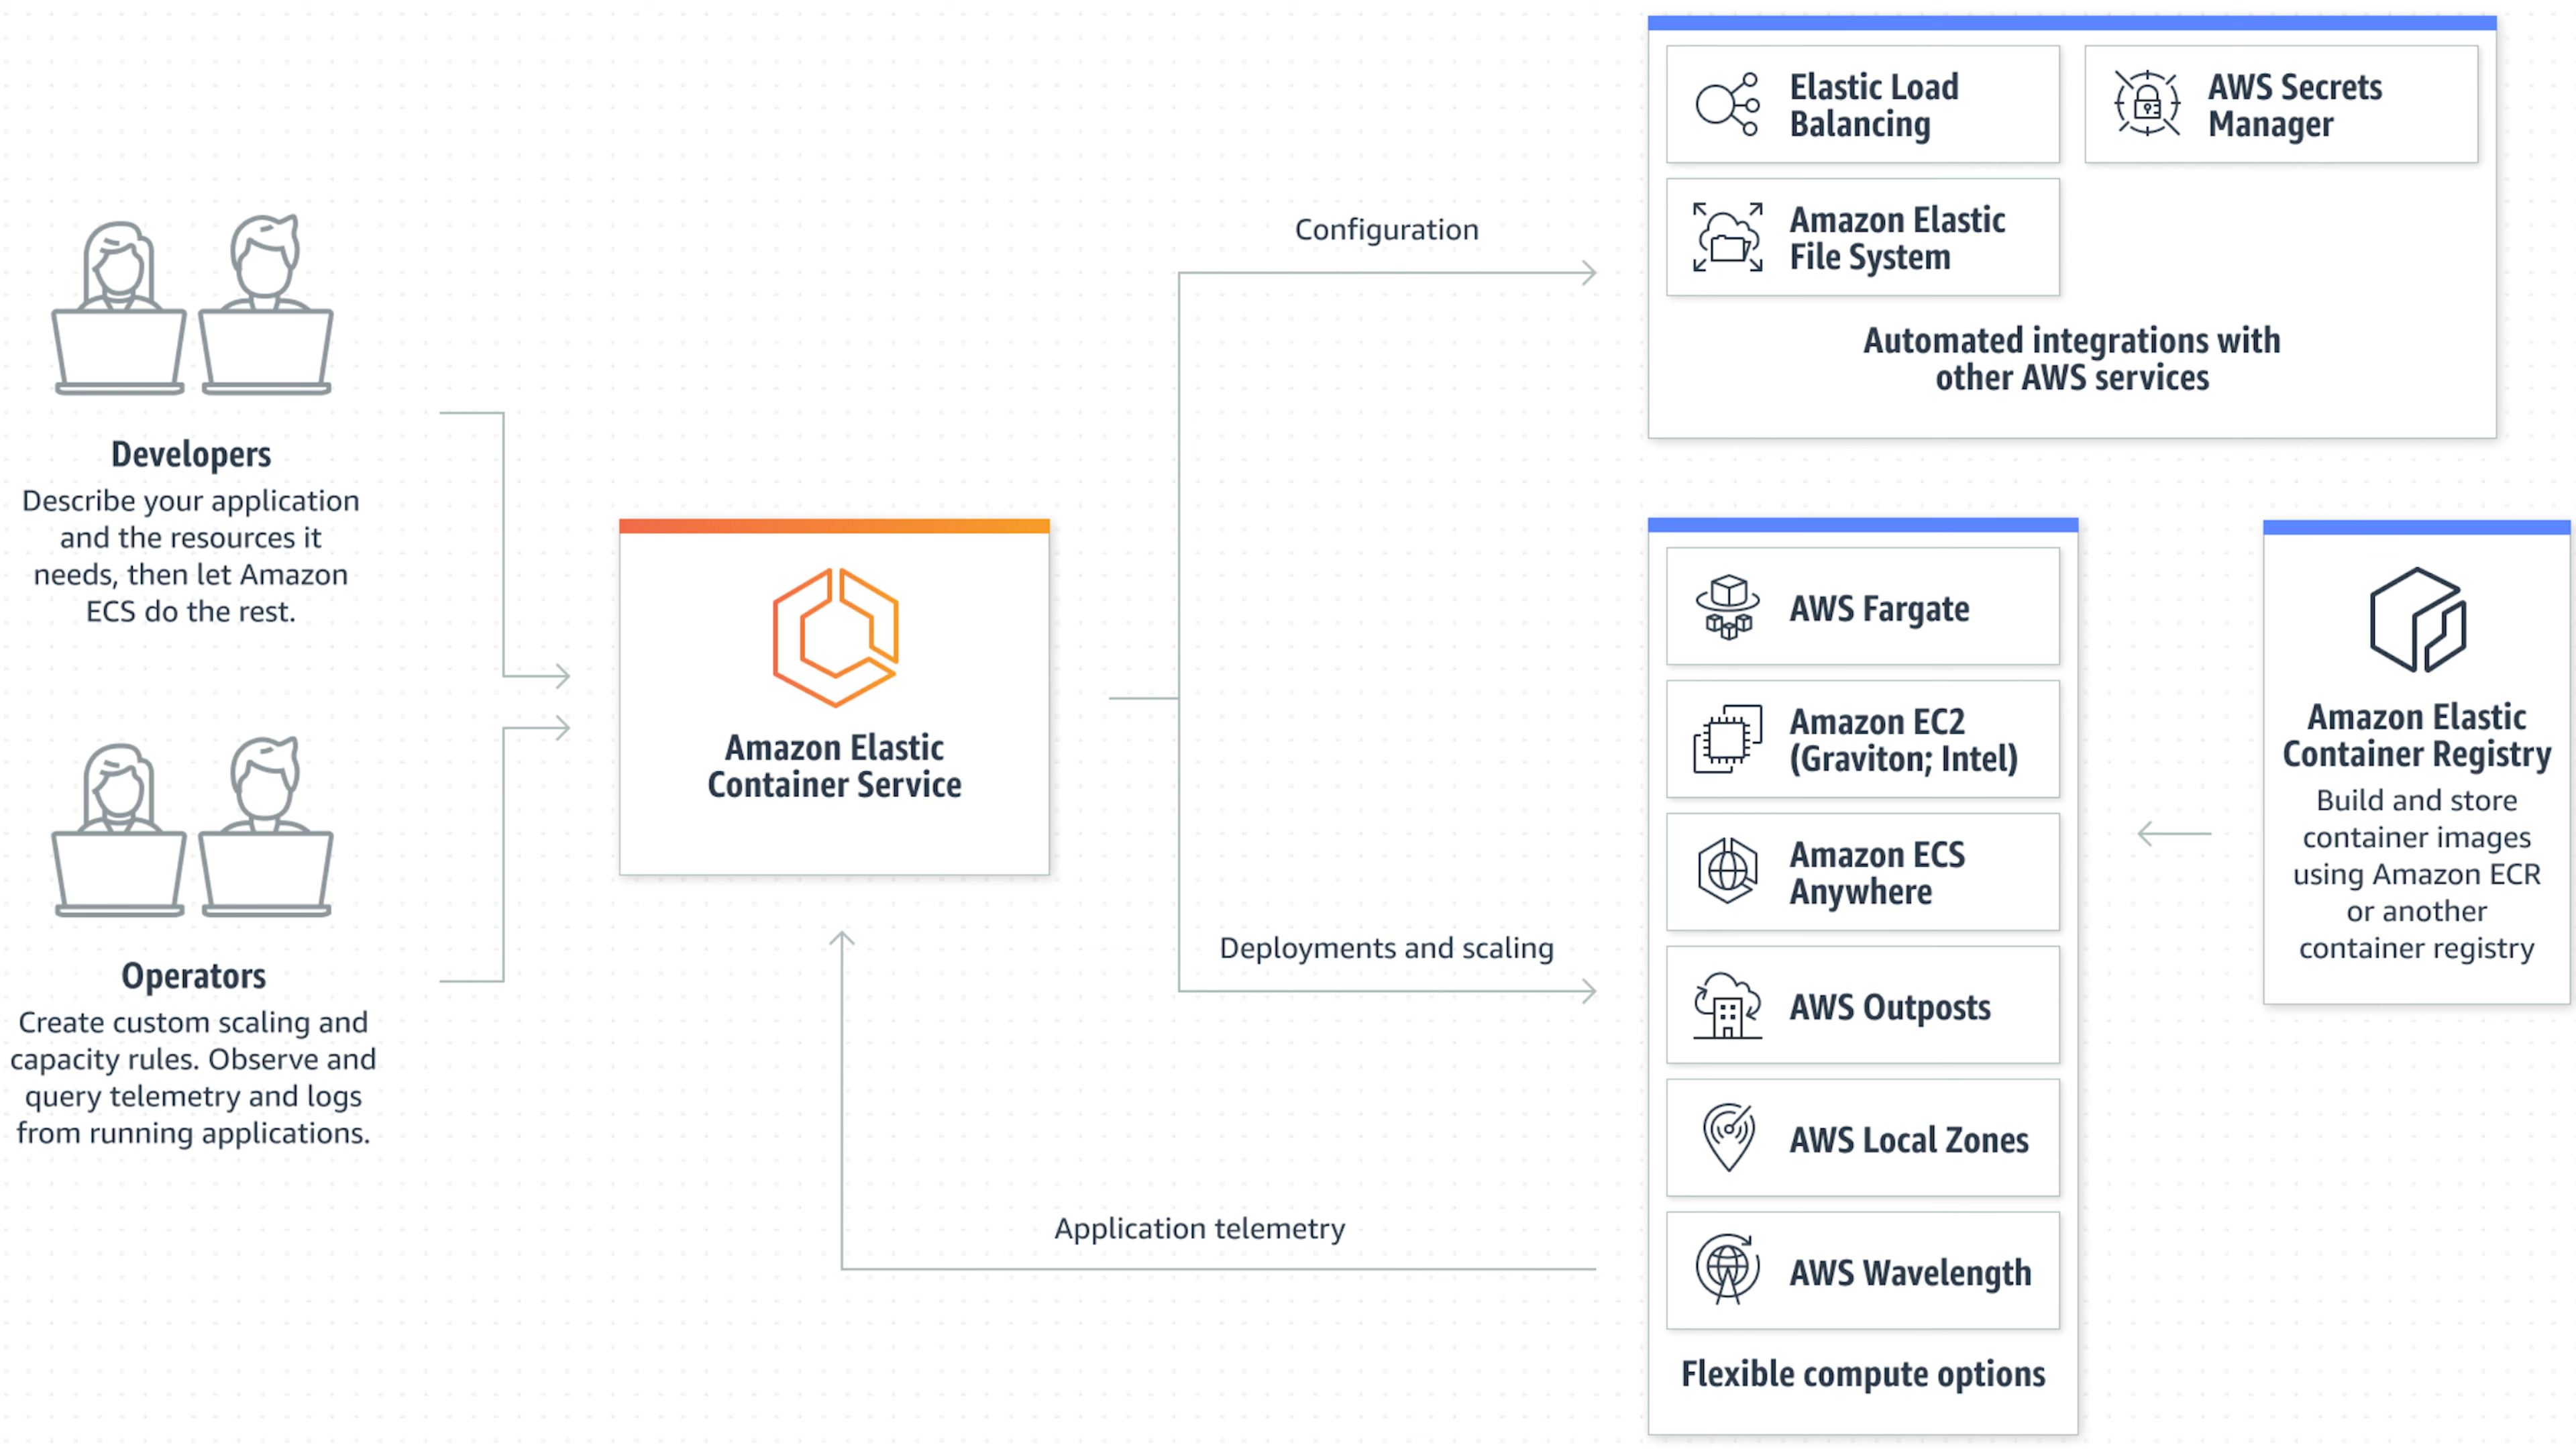 Developers
Describe your application
and the resources it
needs, then let Amazon
ECS do the rest.
Operators
Create custom scaling and
capacity rules. Observe and
query telemetry and logs
from running applications.
Amazon Elastic
Container Service
Configuration
Deployments and scaling
Application telemetry
Elastic Load
Balancing
AWS Secrets
Manager
Amazon Elastic
File System
Automated integrations with
other AWS services
AWS Fargate
Amazon EC2
(Graviton; Intel)
Amazon ECS
Anywhere
AWS Outposts
AWS Local Zones
AWS Wavelength
Flexible compute options
Amazon Elastic
Container Registry
Build and store
container images
using Amazon ECR
or another
container registry